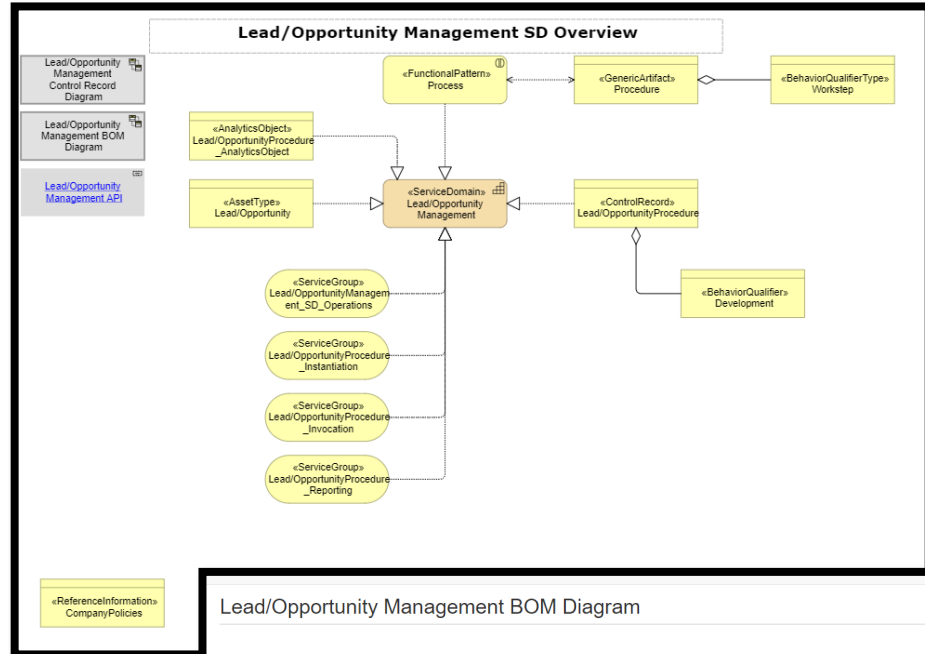 Lead/Opportunity Management SD Overview
Lead/Opportunity
Management
Control Record
Diagram
Lead/Opportunity
Management BOM
Diagram
Lead/Opportunity
Management API
«FunctionalPattern»
Process
«GenericArtifact»
Procedure
«BehaviorQualifierType»
Workstep
«AnalyticsObject»
Lead/OpportunityProcedure
_AnalyticsObject
«AssetType»
Lead/Opportunity
«ServiceDomain»
Lead/Opportunity
Management
«ControlRecord»
Lead/OpportunityProcedure
«BehaviorQualifier»
Development
«ServiceGroup»
Lead/OpportunityManagem
ent_SD_Operations
«ServiceGroup»
Lead/OpportunityProcedure
_Instantiation
«ServiceGroup»
Lead/OpportunityProcedure
_Invocation
«ServiceGroup»
Lead/OpportunityProcedure
_Reporting
«ReferenceInformation»
CompanyPolicies
Lead/Opportunity Management BOM Diagram